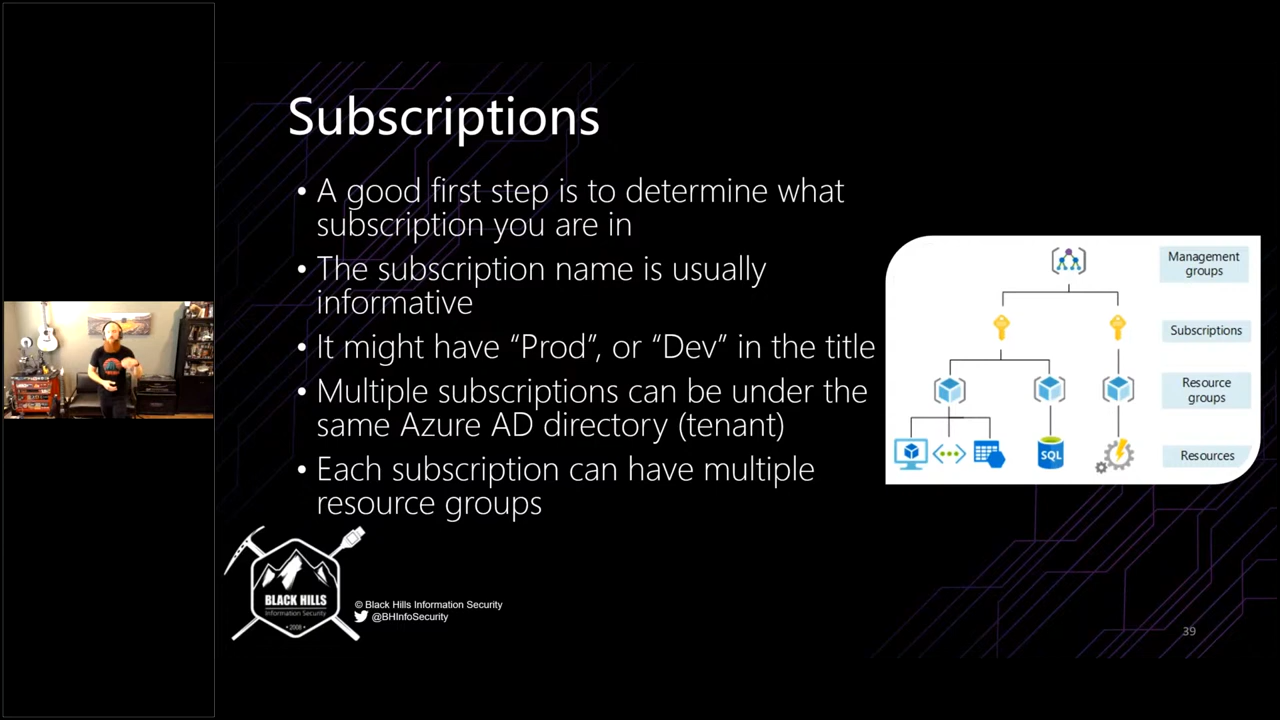 Subscriptions
• A good first step is to determine what
subscription you are in
• The subscription name is usually
informative
• It might have “Prod”, or “Dev” in the title
• Multiple subscriptions can be under the
same Azure AD directory (tenant)
• Each subscription can have multiple
resource groups
Management
groups
Subscriptions
Resource
groups
SQL
Resources
BLACK HILLS
Information Security
• 2008 •
© Black Hills Information Security
@BHInfoSecurity
39